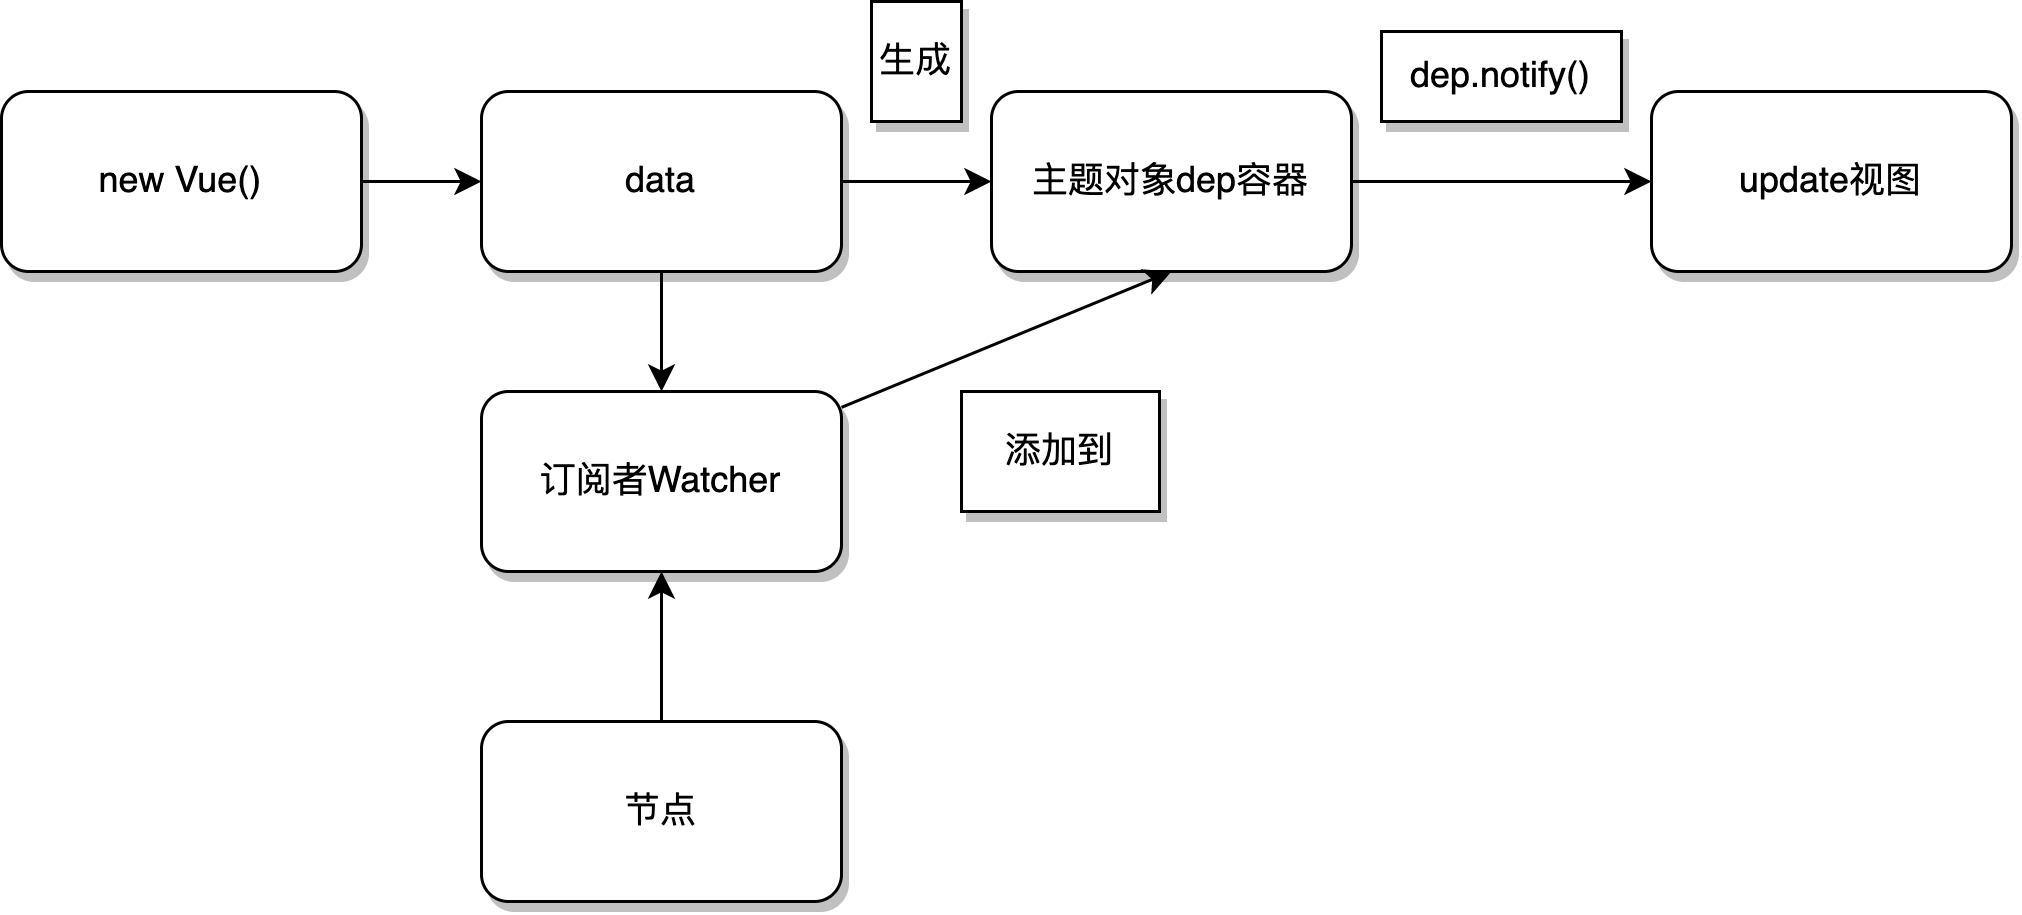 生成
dep.notify()
new Vue()
data
主题对象dep容器
update视图
订阅者Watcher
添加到
节点